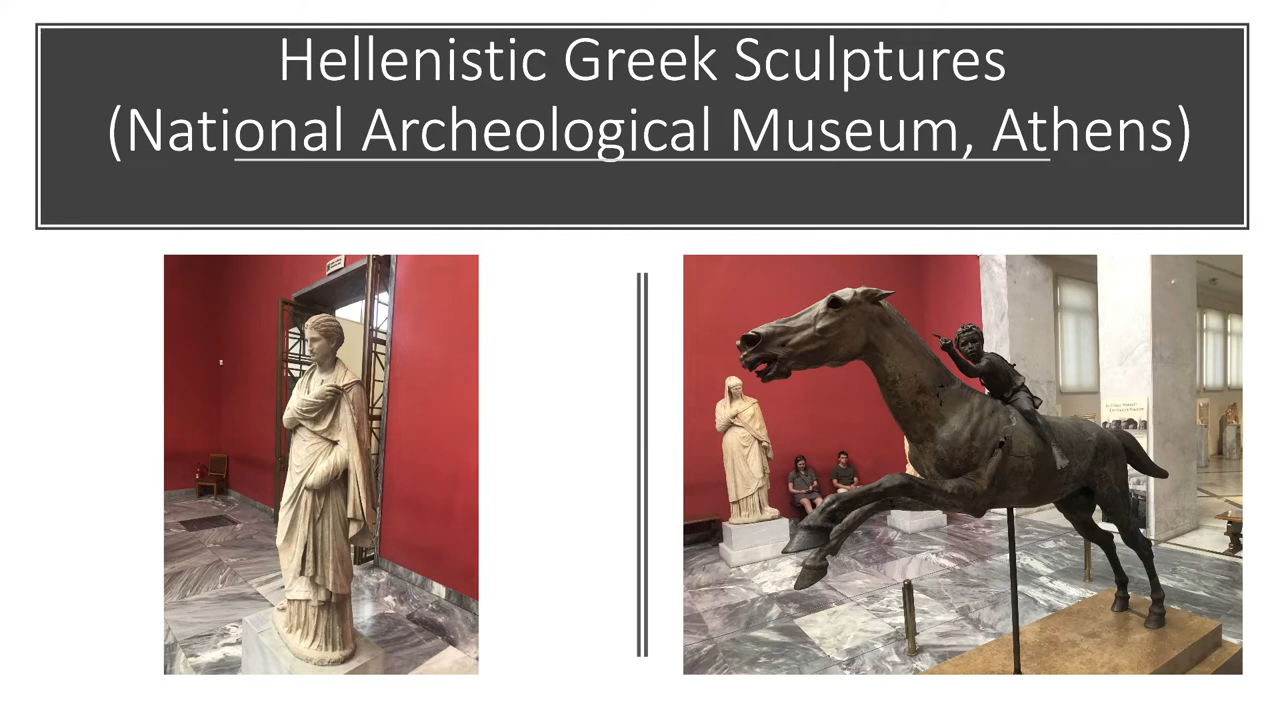 Hellenistic Greek Sculptures
(National Archeological Museum, Athens)